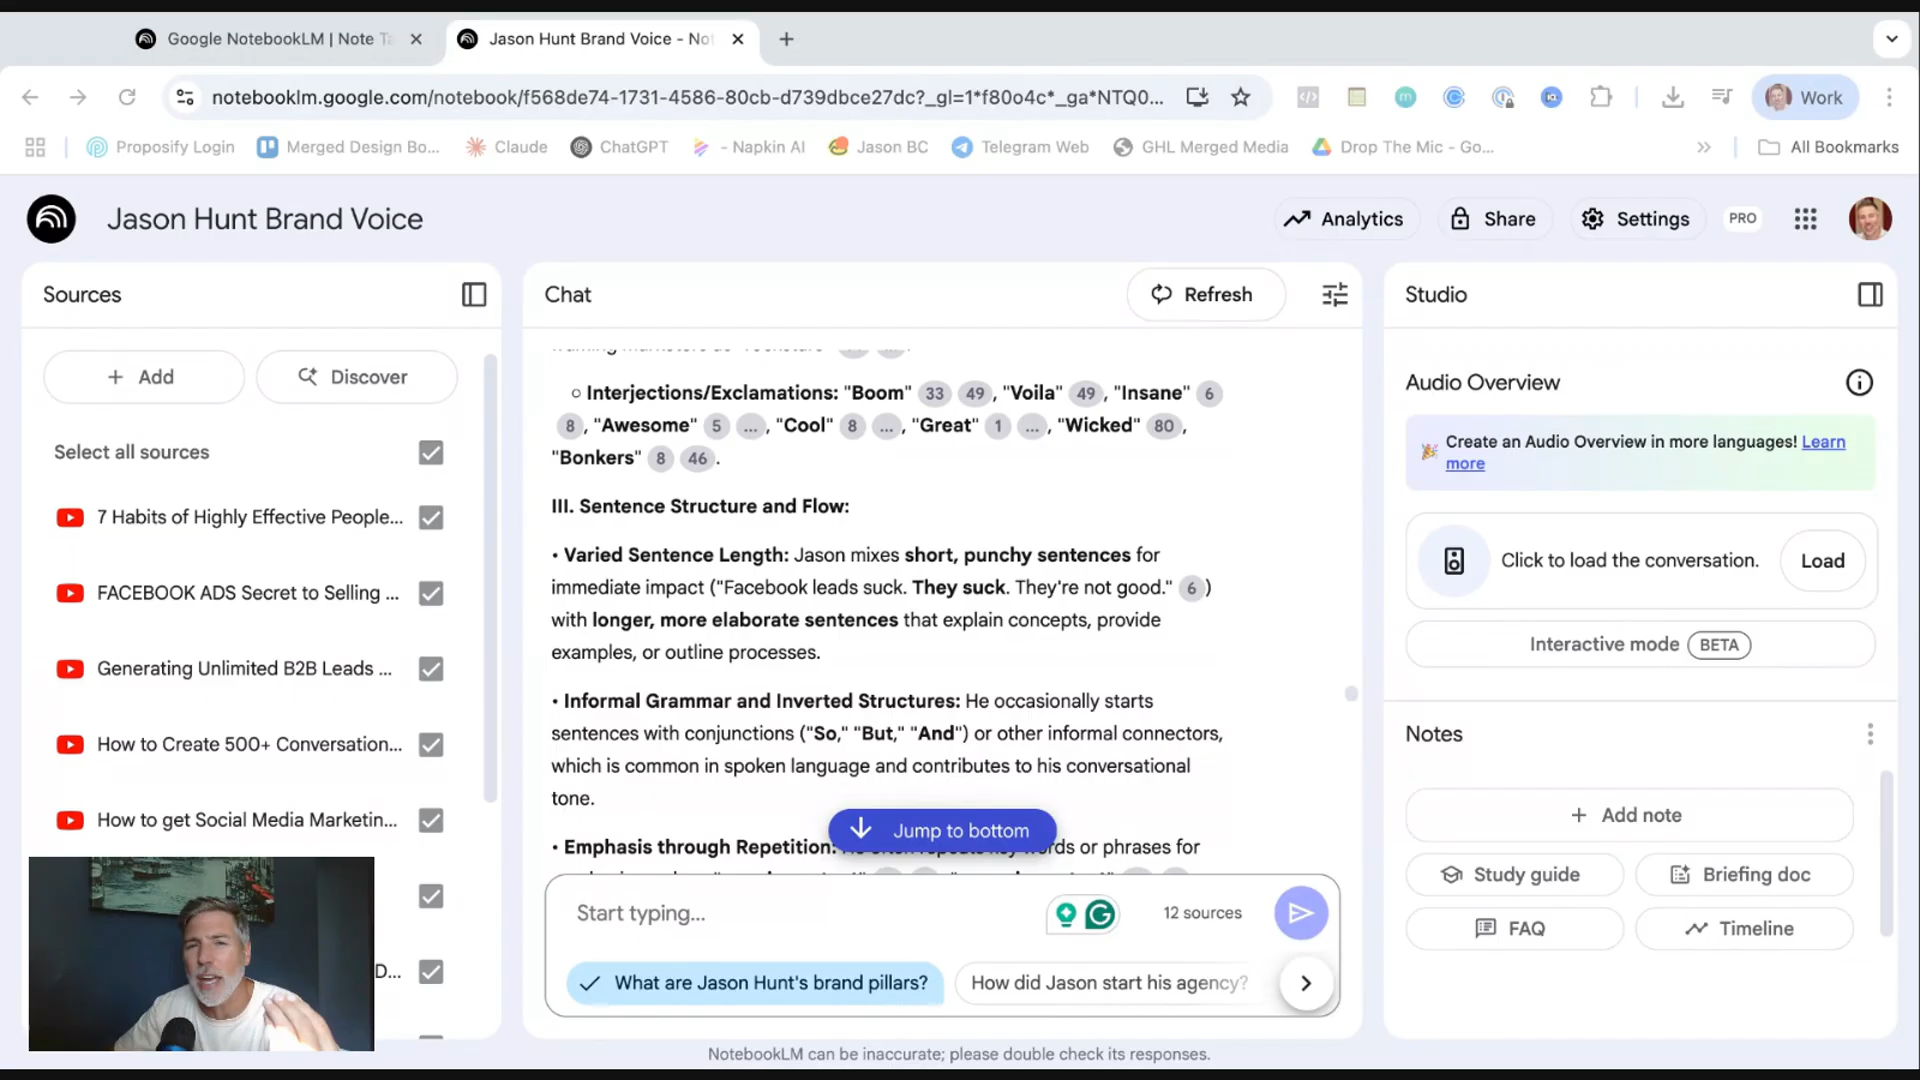 Google NotebookLM | Note Ta
Jason Hunt Brand Voice - Not
notebooklm.google.com/notebook/f568de74-1731-4586-80cb-d739dbce27dc?_gl=1*f80o4c*_ga*NTQ0...
Work
Proposify Login
Merged Design Bo...
Claude
ChatGPT
- Napkin AI
Jason BC
Telegram Web
GHL Merged Media
Drop The Mic - Go...
All Bookmarks
Jason Hunt Brand Voice
Analytics
Share
Settings
PRO
Sources
Add
Discover
Select all sources
7 Habits of Highly Effective People...
FACEBOOK ADS Secret to Selling ...
Generating Unlimited B2B Leads ...
How to Create 500+ Conversation...
How to get Social Media Marketin...
D...
Chat
Refresh
○ Interjections/Exclamations: "Boom" 33 49, "Voila" 49, "Insane" 6
8, "Awesome" 5 ..., "Cool" 8 ..., "Great" 1 ..., "Wicked" 80,
"Bonkers" 8 46.
III. Sentence Structure and Flow:
• Varied Sentence Length: Jason mixes short, punchy sentences for
immediate impact ("Facebook leads suck. They suck. They're not good." 6)
with longer, more elaborate sentences that explain concepts, provide
examples, or outline processes.
• Informal Grammar and Inverted Structures: He occasionally starts
sentences with conjunctions ("So," "But," "And") or other informal connectors,
which is common in spoken language and contributes to his conversational
tone.
Jump to bottom
• Emphasis through Repetition: or phrases for
Start typing...
12 sources
What are Jason Hunt's brand pillars?
How did Jason start his agency?
NotebookLM can be inaccurate; please double check its responses.
Studio
Audio Overview
Create an Audio Overview in more languages! Learn
more
Click to load the conversation.
Load
Interactive mode BETA
Notes
Add note
Study guide
Briefing doc
FAQ
Timeline